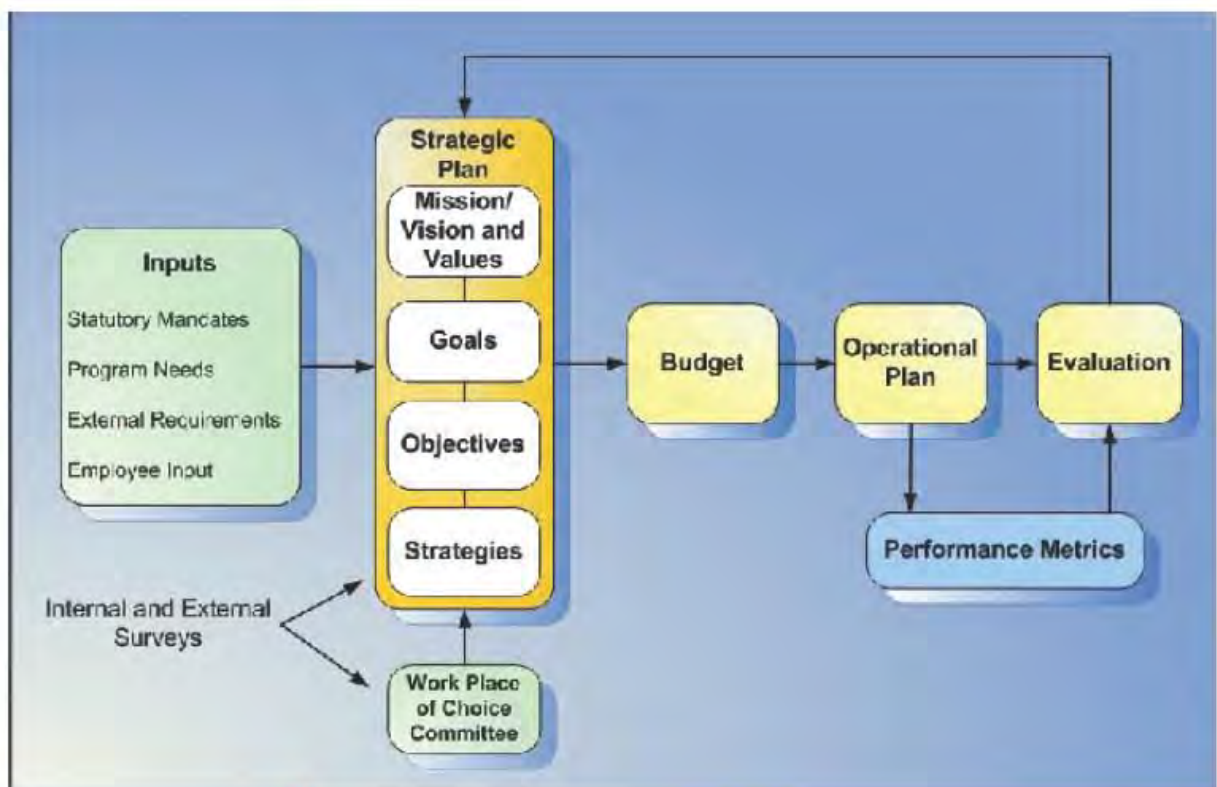 Inputs
Statutory Mandates
Program Needs
External Requirements
Employee Input
Internal and External
Surveys
Strategic
Plan
Mission/
Vision and
Values
Goals
Objectives
Strategies
Work Place
of Choice
Committee
Budget
Operational
Plan
Evaluation
Performance Metrics